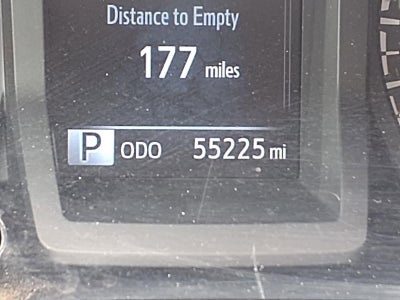 Distance to Empty
177 miles
P ODO 55225 mi